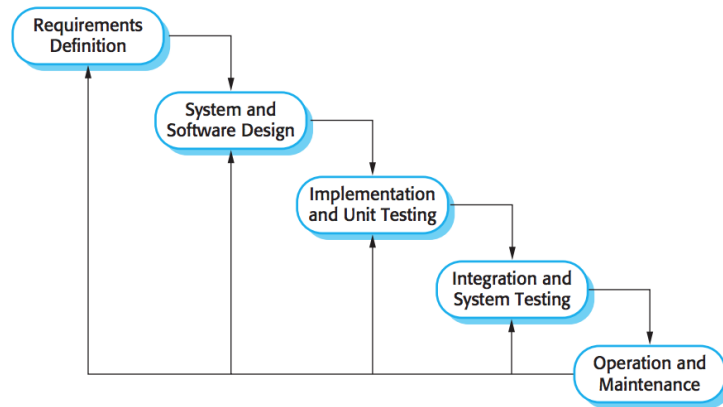 Requirements
Definition
System and
Software Design
Implementation
and Unit Testing
Integration and
System Testing
Operation and
Maintenance